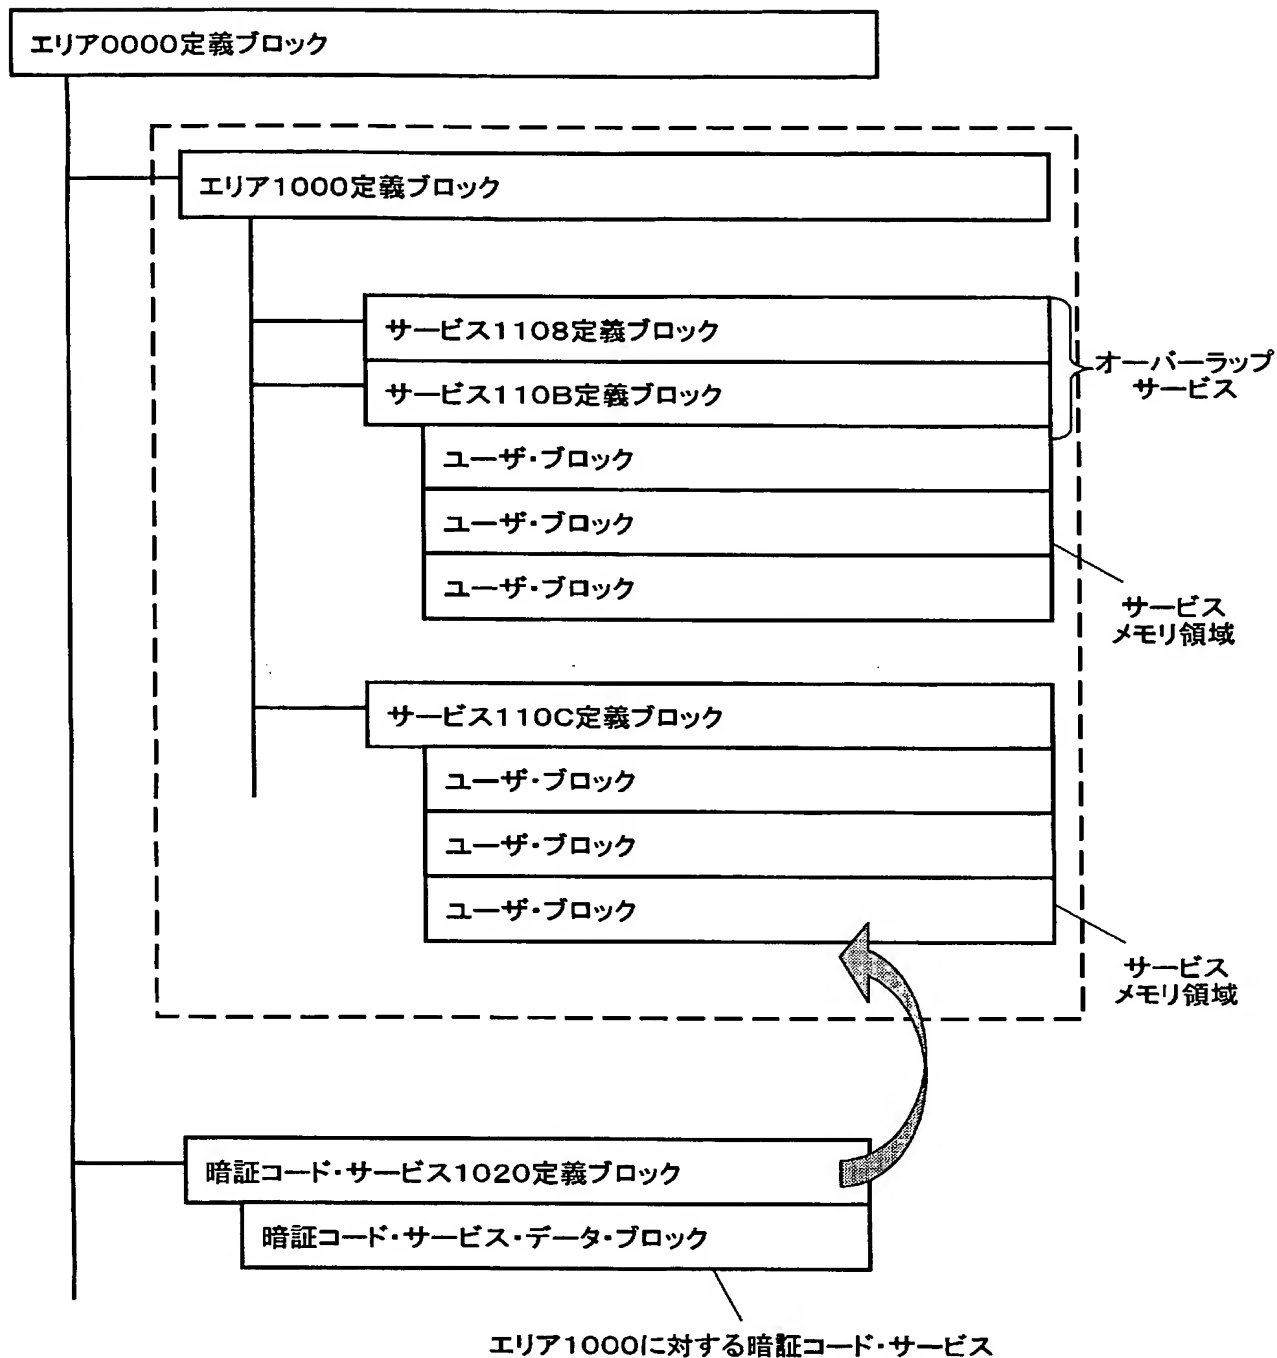 エリア0000定義ブロック
エリア1000定義ブロック
サービス1108定義ブロック
サービス110B定義ブロック
オーバーラップ
サービス
ユーザ・ブロック
ユーザ・ブロック
ユーザ・ブロック
サービス
メモリ領域
サービス110C定義ブロック
ユーザ・ブロック
ユーザ・ブロック
ユーザ・ブロック
サービス
メモリ領域
暗証コード・サービス1020定義ブロック
暗証コード・サービス・データ・ブロック
エリア1000に対する暗証コード・サービス